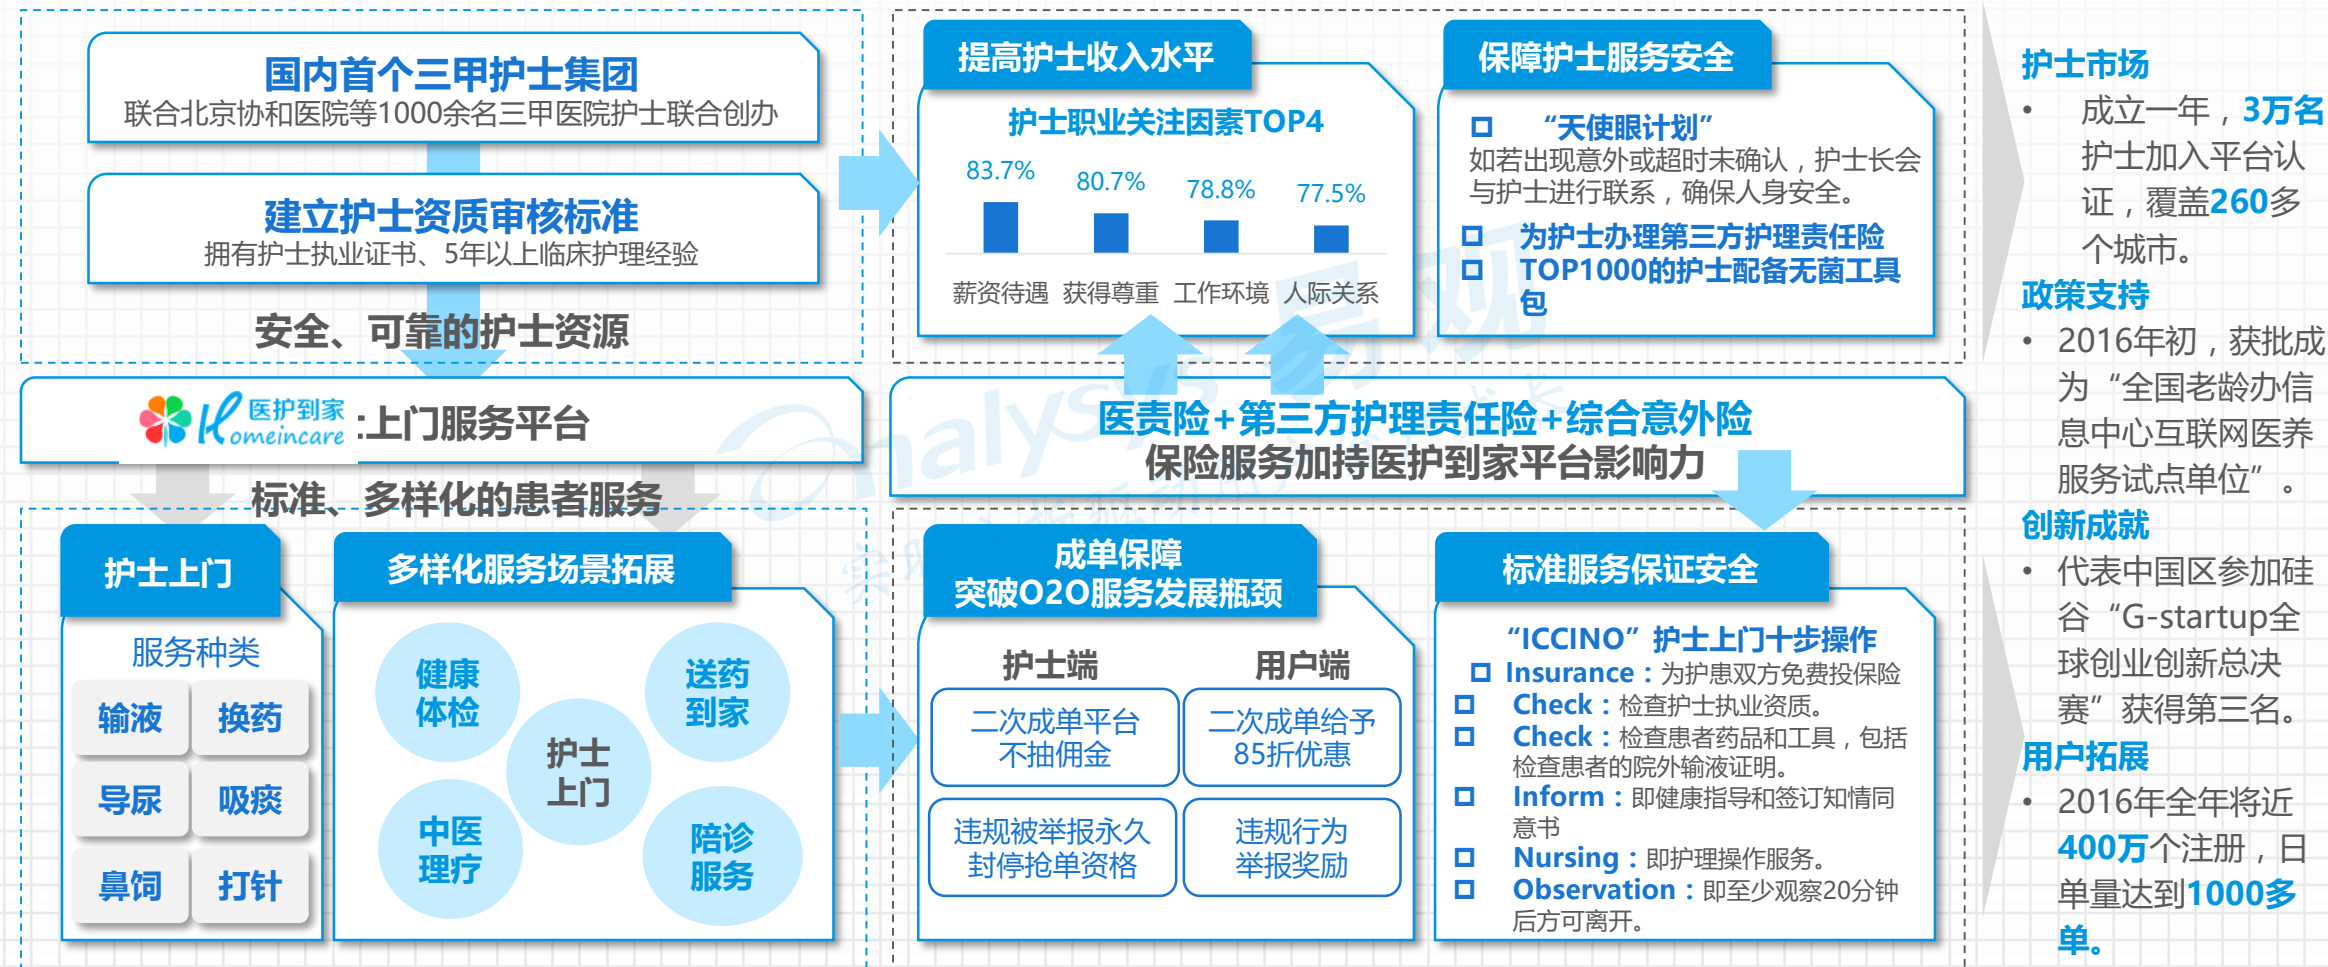 国内首个三甲护士集团
联合北京协和医院等1000余名三甲医院护士联合创办
建立护士资质审核标准
拥有护士执业证书、5年以上临床护理经验
安全、可靠的护士资源
医护到家
Homeincare
上门服务平台
标准、多样化的患者服务
护士上门
服务种类
输液 换药
导尿 吸痰
鼻饲 打针
多样化服务场景拓展
健康
体检
送药
到家
护士
上门
中医
理疗
陪诊
服务
提高护士收入水平
护士职业关注因素TOP4
83.7% 80.7% 78.8% 77.5%
薪资待遇 获得尊重 工作环境 人际关系
保障护士服务安全
“天使眼计划”
如若出现意外或超时未确认，护士长会
与护士进行联系，确保人身安全。
为护士办理第三方护理责任险
TOP1000的护士配备无菌工具
包
医责险+第三方护理责任险+综合意外险
保险服务加持医护到家平台影响力
成单保障
突破O2O服务发展瓶颈
护士端 用户端
二次成单平台
不抽佣金
二次成单给予
85折优惠
违规被举报永久
封停抢单资格
违规行为
举报奖励
标准服务保证安全
“ICCINO”护士上门十步操作
Insurance：为护患双方免费投保险
Check：检查护士执业资质。
Check：检查患者药品和工具，包括
检查患者的院外输液证明。
Inform：即健康指导和签订知情同
意书
Nursing：即护理操作服务。
Observation：即至少观察20分钟
后方可离开。
护士市场
• 成立一年，3万名
护士加入平台认
证，覆盖260多
个城市。
政策支持
• 2016年初，获批成
为“全国老龄办信
息中心互联网医养
服务试点单位”。
创新成就
• 代表中国区参加硅
谷“G-startup全
球创业创新总决
赛”获得第三名。
用户拓展
• 2016年全年将近
400万个注册，日
单量达到1000多
单。
Analysys 易观